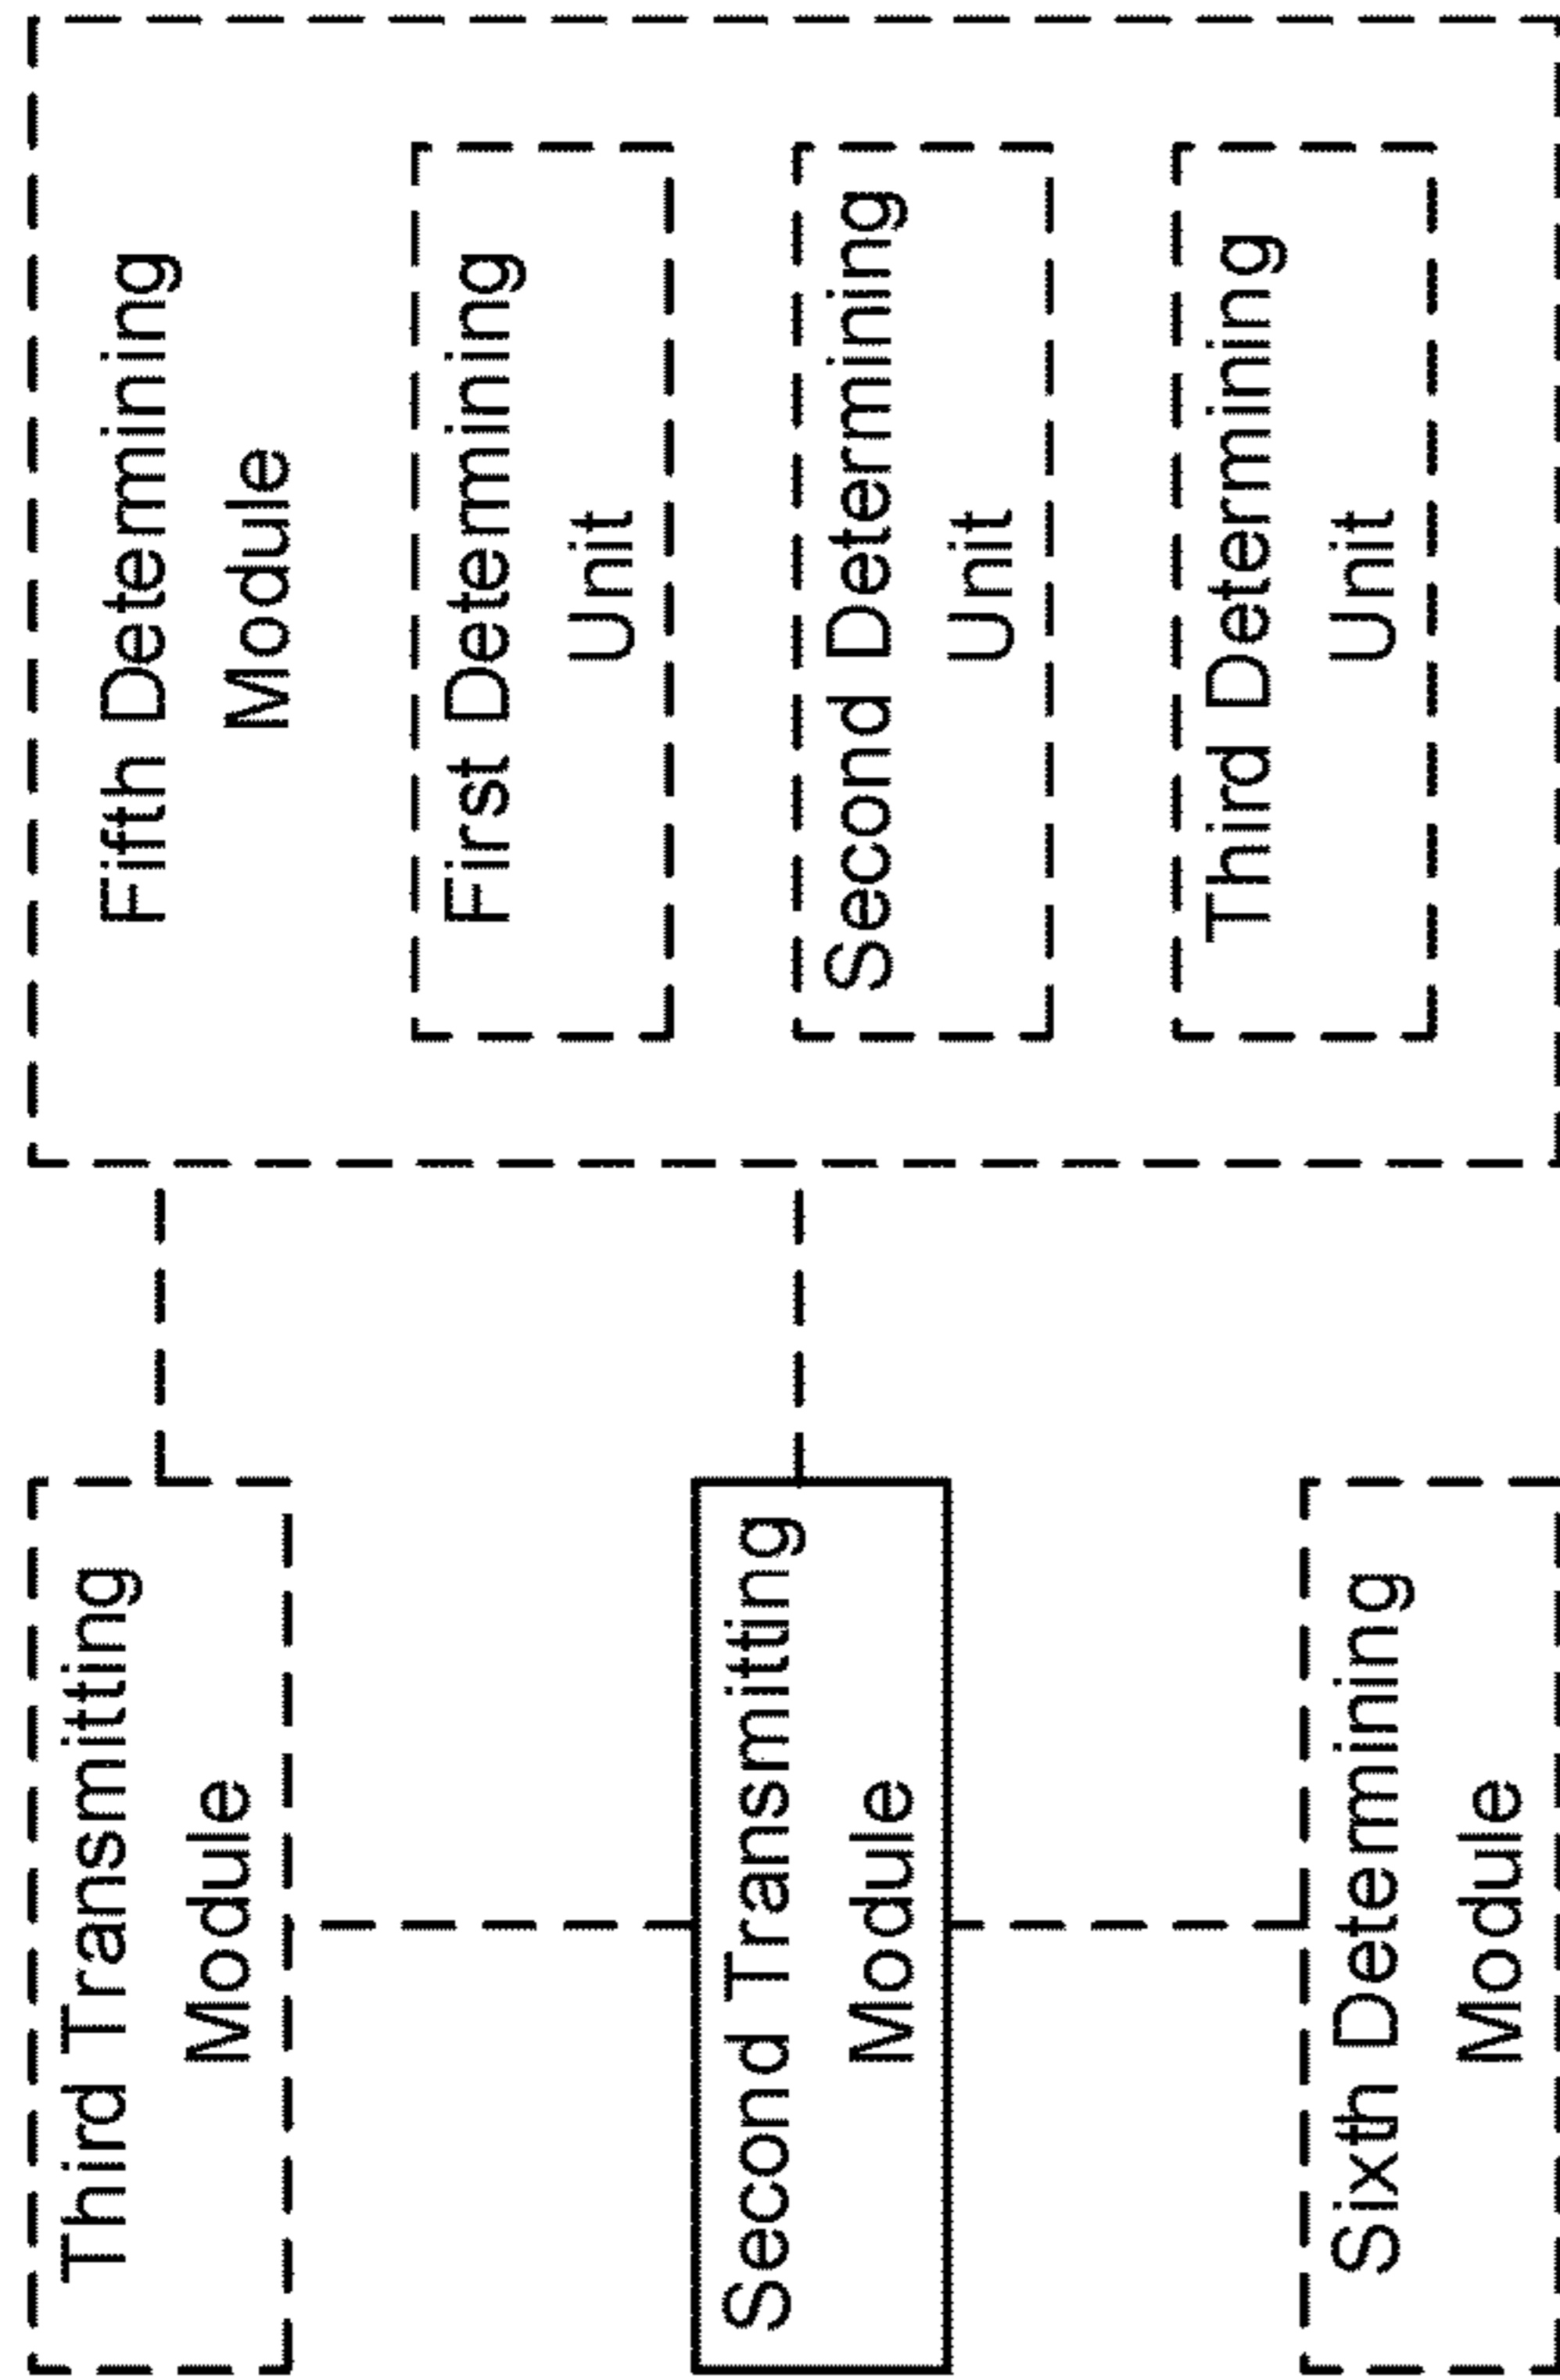 Third Transmitting
Module
Second Transmitting
Module
Sixth Determining
Module
Fifth Determining
Module
First Determining
Unit
Second Determining
Unit
Third Determining
Unit